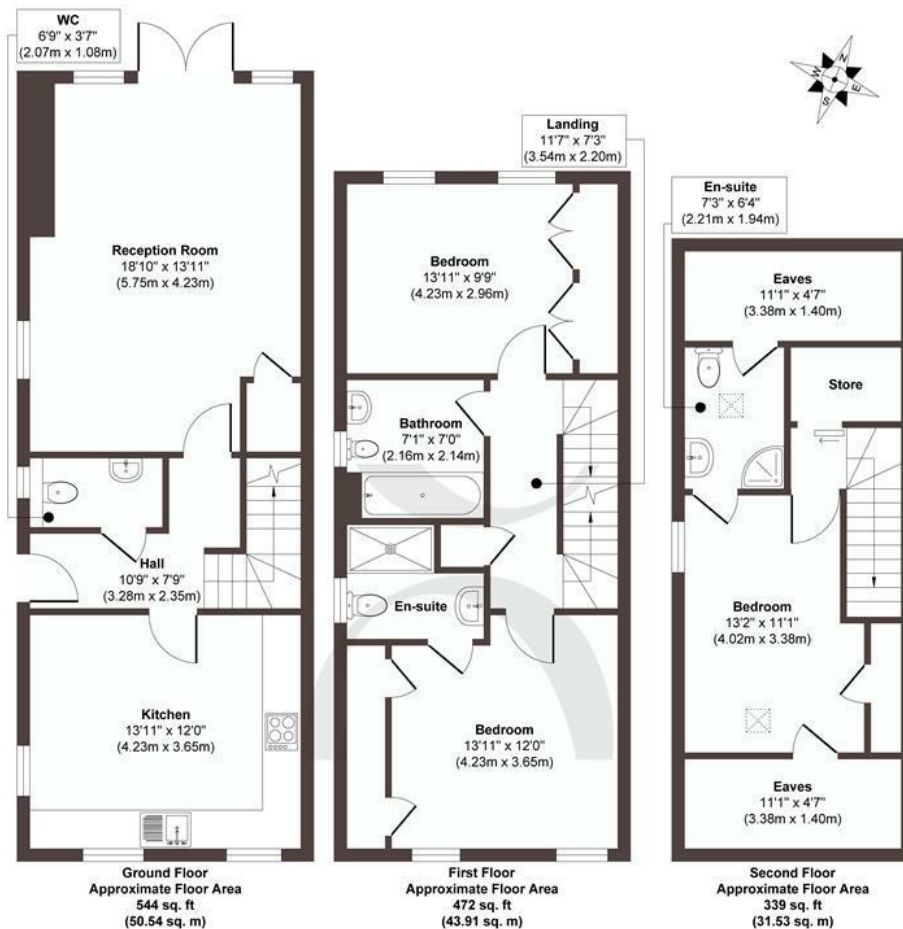 WC
6'9" x 3'7"
(2.07m x 1.08m)
N
W
E
S
Landing
11'7" x 7'3"
(3.54m x 2.20m)
En-suite
7'3" x 6'4"
(2.21m x 1.94m)
Reception Room
18'10" x 13'11"
(5.75m x 4.23m)
Bedroom
13'11" x 9'9"
(4.23m x 2.96m)
Eaves
11'1" x 4'7"
(3.38m x 1.40m)
Store
Bathroom
7'1" x 7'0"
(2.16m x 2.14m)
Hall
10'9" x 7'9"
(3.28m x 2.35m)
En-suite
Bedroom
13'2" x 11'1"
(4.02m x 3.38m)
Kitchen
13'11" x 12'0"
(4.23m x 3.65m)
Bedroom
13'11" x 12'0"
(4.23m x 3.65m)
Eaves
11'1" x 4'7"
(3.38m x 1.40m)
Ground Floor
Approximate Floor Area
544 sq. ft
(50.54 sq. m)
First Floor
Approximate Floor Area
472 sq. ft
(43.91 sq. m)
Second Floor
Approximate Floor Area
339 sq. ft
(31.53 sq. m)